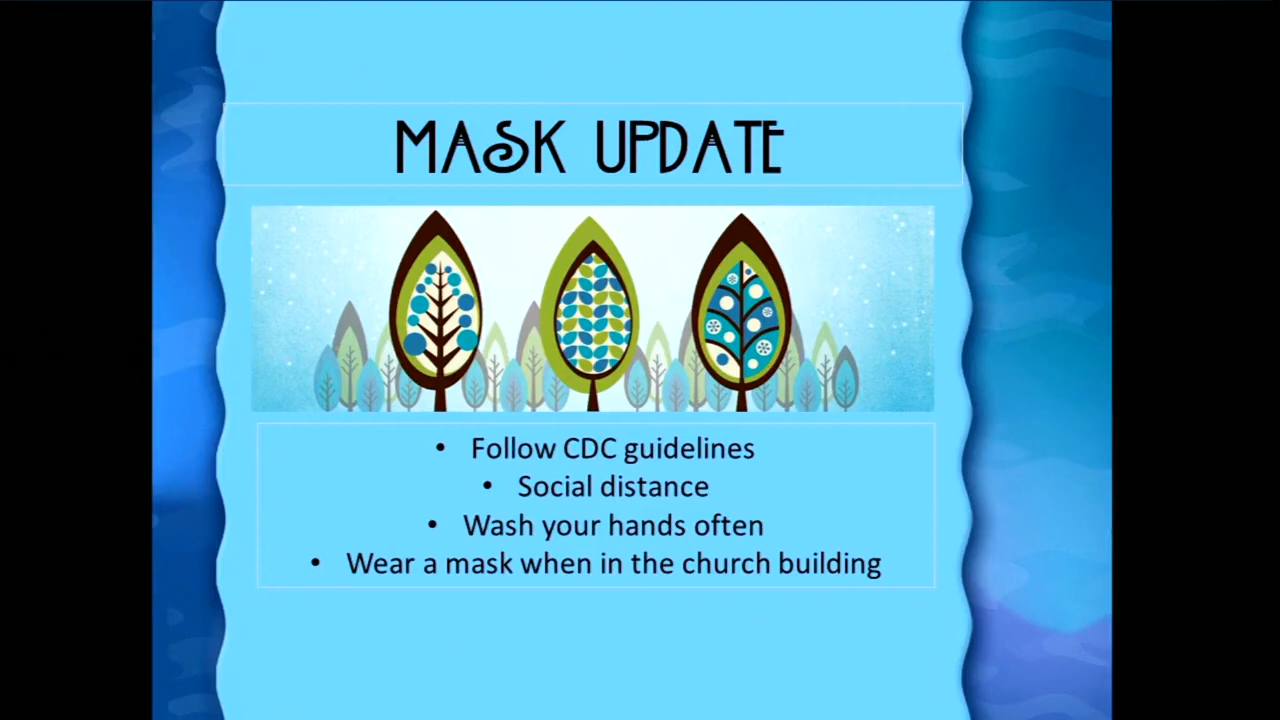 MASK UPDATE
• Follow CDC guidelines
• Social distance
• Wash your hands often
• Wear a mask when in the church building